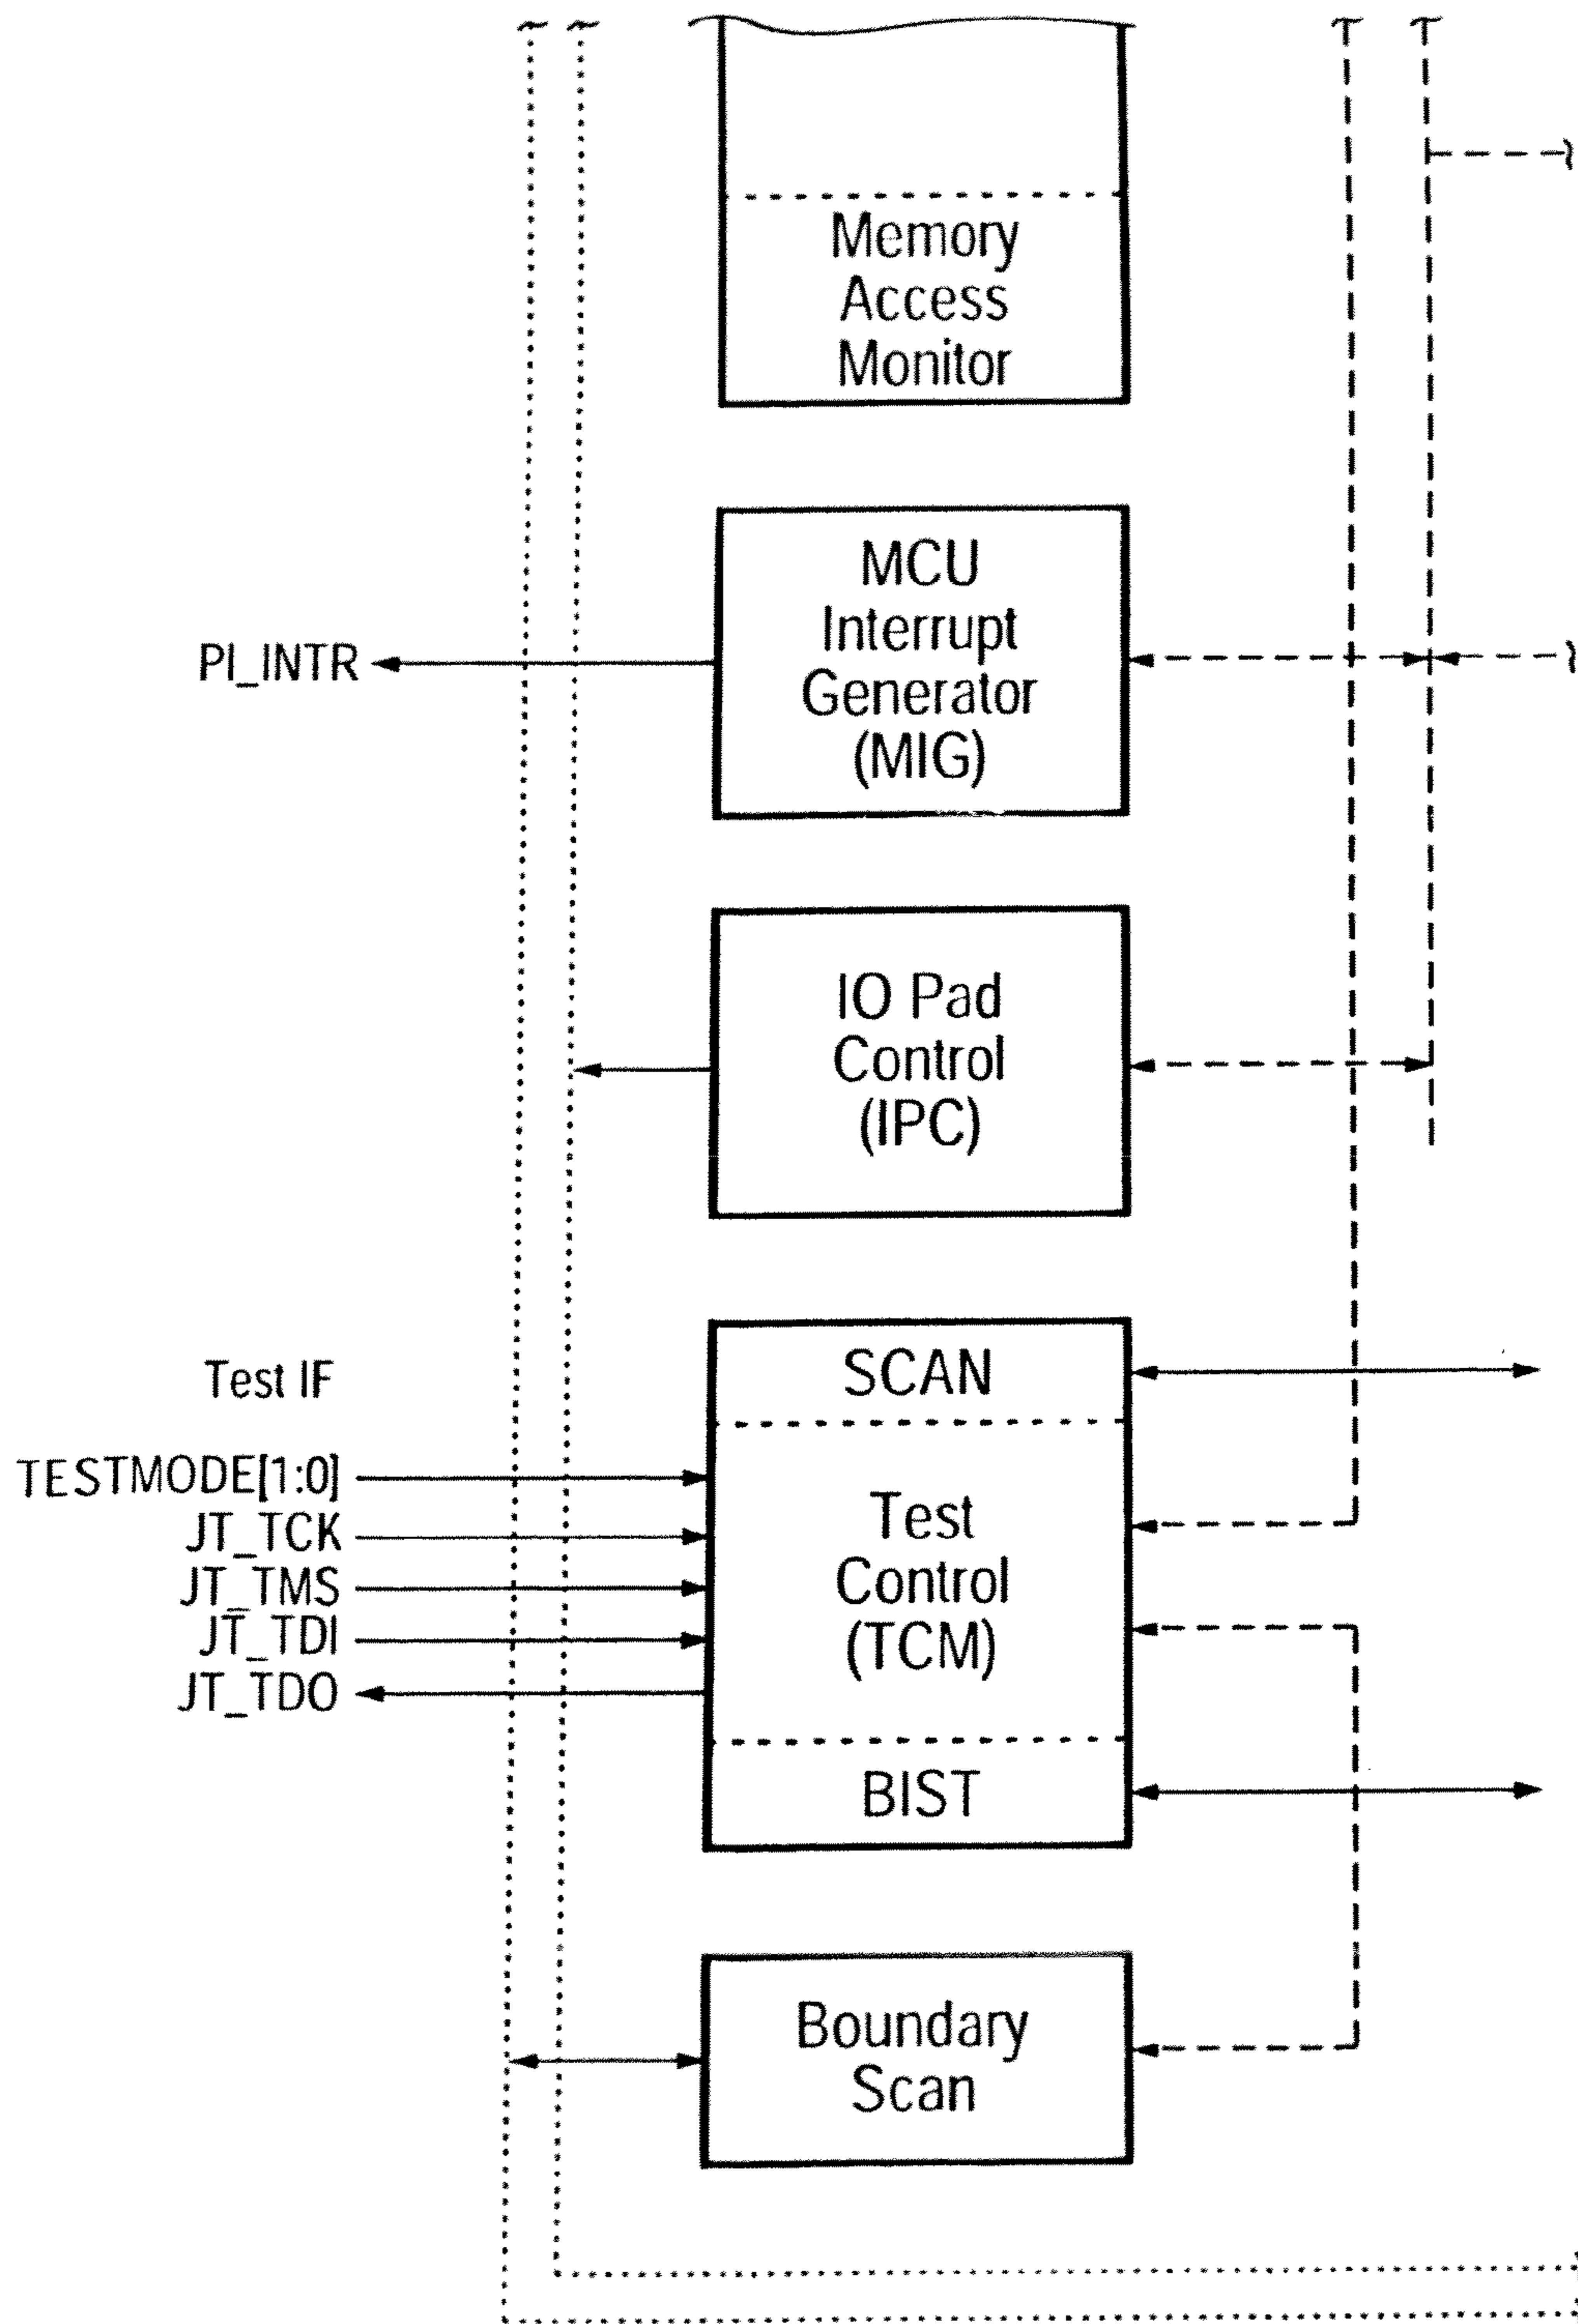 Memory
Access
Monitor
MCU
Interrupt
Generator
(MIG)
PI_INTR
IO Pad
Control
(IPC)
Test IF
TESTMODE[1:0]
JT_TCK
JT_TMS
JT_TDI
JT_TDO
SCAN
Test
Control
(TCM)
BIST
Boundary
Scan